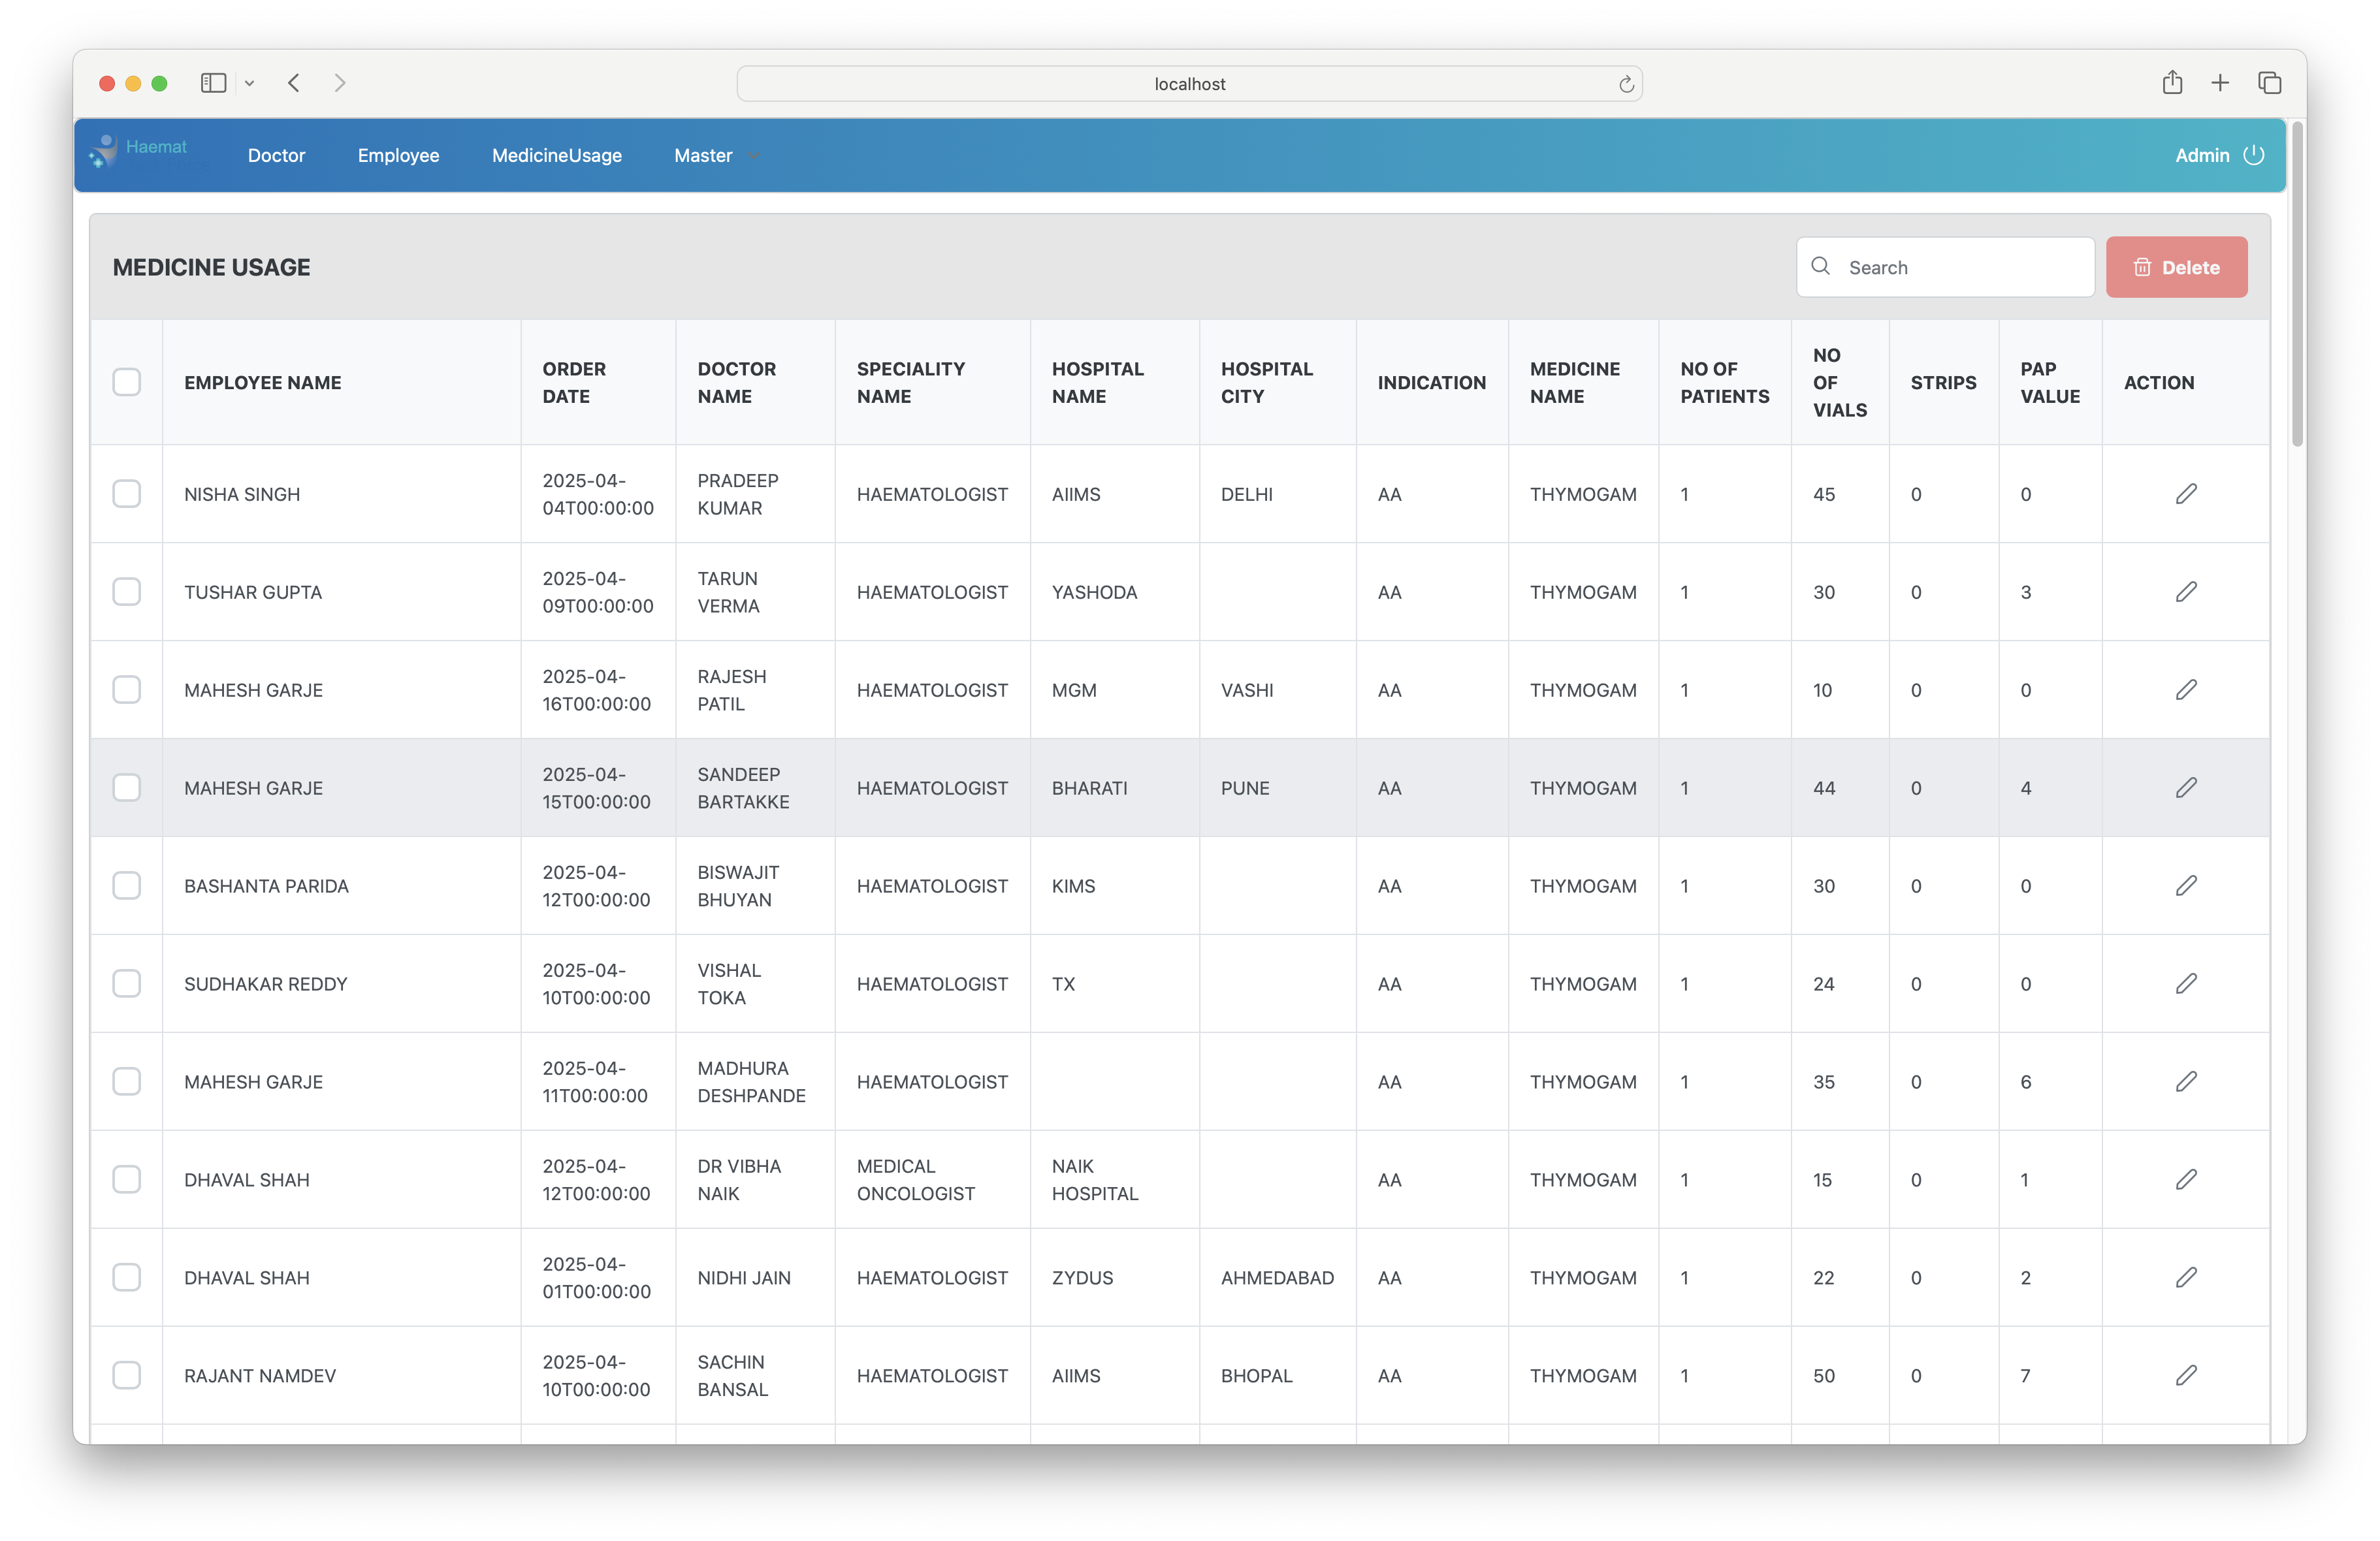 localhost
Haemat
Doctor Employee MedicineUsage Master Admin
MEDICINE USAGE Search Delete
EMPLOYEE NAME ORDER DATE DOCTOR NAME SPECIALITY NAME HOSPITAL NAME HOSPITAL CITY INDICATION MEDICINE NAME NO OF PATIENTS NO OF VIALS STRIPS PAP VALUE ACTION
NISHA SINGH 2025-04-04T00:00:00 PRADEEP KUMAR HAEMATOLOGIST AIIMS DELHI AA THYMOGAM 1 45 0 0
TUSHAR GUPTA 2025-04-09T00:00:00 TARUN VERMA HAEMATOLOGIST YASHODA AA THYMOGAM 1 30 0 3
MAHESH GARJE 2025-04-16T00:00:00 RAJESH PATIL HAEMATOLOGIST MGM VASHI AA THYMOGAM 1 10 0 0
MAHESH GARJE 2025-04-15T00:00:00 SANDEEP BARTAKKE HAEMATOLOGIST BHARATI PUNE AA THYMOGAM 1 44 0 4
BASHANTA PARIDA 2025-04-12T00:00:00 BISWAJIT BHUYAN HAEMATOLOGIST KIMS AA THYMOGAM 1 30 0 0
SUDHAKAR REDDY 2025-04-10T00:00:00 VISHAL TOKA HAEMATOLOGIST TX AA THYMOGAM 1 24 0 0
MAHESH GARJE 2025-04-11T00:00:00 MADHURA DESHPANDE HAEMATOLOGIST AA THYMOGAM 1 35 0 6
DHAVAL SHAH 2025-04-12T00:00:00 DR VIBHA NAIK MEDICAL ONCOLOGIST NAIK HOSPITAL AA THYMOGAM 1 15 0 1
DHAVAL SHAH 2025-04-01T00:00:00 NIDHI JAIN HAEMATOLOGIST ZYDUS AHMEDABAD AA THYMOGAM 1 22 0 2
RAJANT NAMDEV 2025-04-10T00:00:00 SACHIN BANSAL HAEMATOLOGIST AIIMS BHOPAL AA THYMOGAM 1 50 0 7